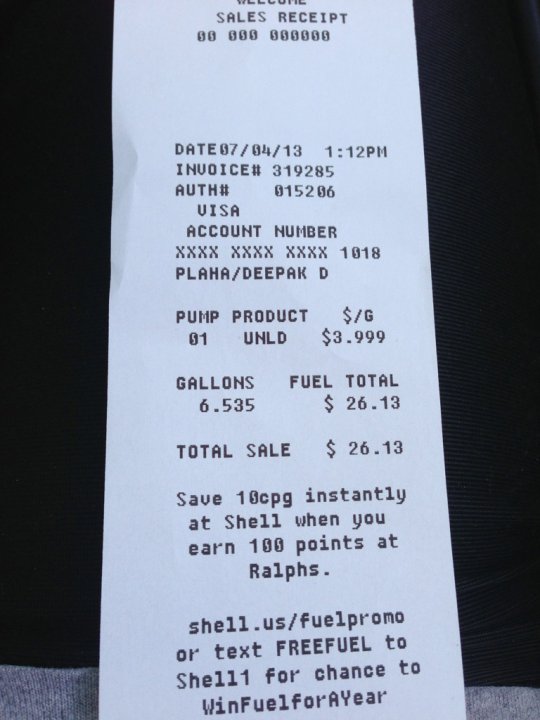 WELCOME
SALES RECEIPT
00 000 000000
DATE07/04/13 1:12PM
INVOICE# 319285
AUTH# 015206
VISA
ACCOUNT NUMBER
XXXX XXXX XXXX 1018
PLAHA/DEEPAK D
PUMP PRODUCT $/G
01 UNLD $3.999
GALLONS FUEL TOTAL
6.535 $ 26.13
TOTAL SALE $ 26.13
Save 10cpg instantly
at Shell when you
earn 100 points at
Ralphs.
shell.us/fuelpromo
or text FREEFUEL to
Shell1 for chance to
WinFuelforAYear